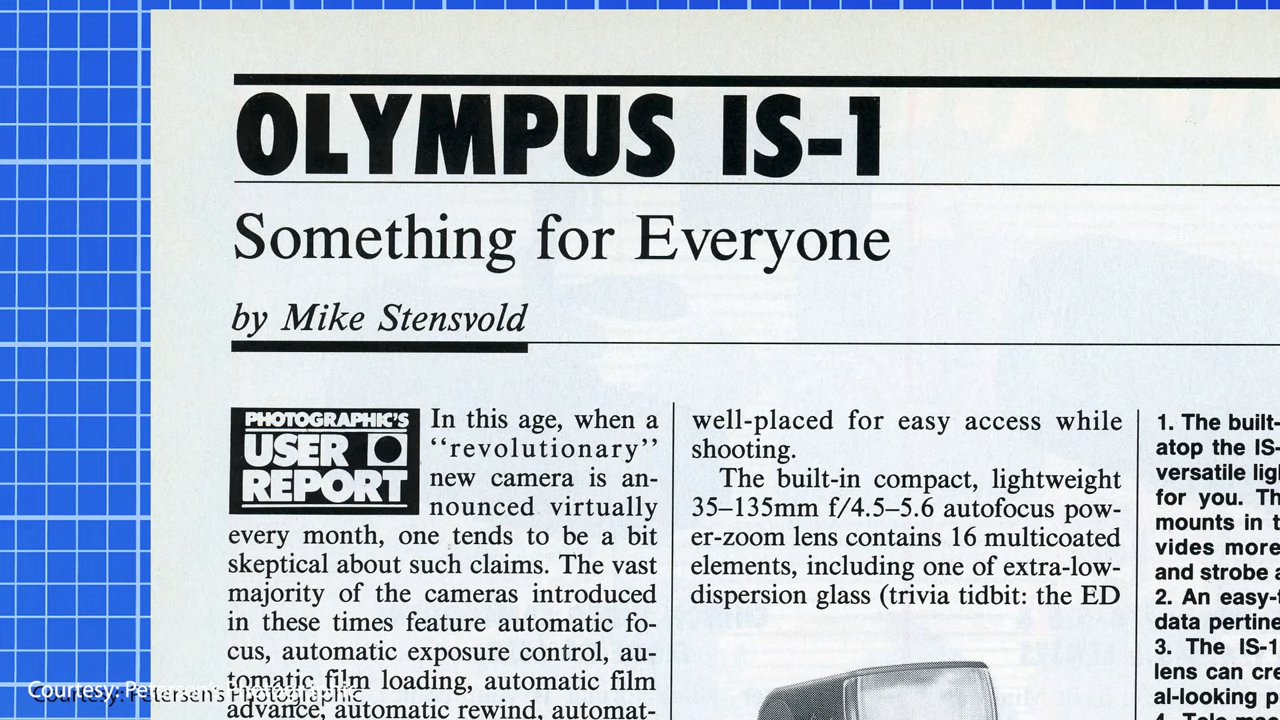 OLYMPUS IS-1
Something for Everyone
by Mike Stensvold
PHOTOGRAPHIC'S
USER
REPORT
In this age, when a
‘‘revolutionary’’
new camera is an-
nounced virtually
every month, one tends to be a bit
skeptical about such claims. The vast
majority of the cameras introduced
in these times feature automatic fo-
cus, automatic exposure control, au-
tomatic film loading, automatic film
advance, automatic rewind, automat-
well-placed for easy access while
shooting.
The built-in compact, lightweight
35–135mm f/4.5–5.6 autofocus pow-
er-zoom lens contains 16 multicoated
elements, including one of extra-low-
dispersion glass (trivia tidbit: the ED
1. The built-
atop the IS-
versatile lig
for you. Th
mounts in t
vides more
and strobe a
2. An easy-t
data pertine
3. The IS-1
lens can cre
al-looking p
Courtesy: Petersen's Photographic